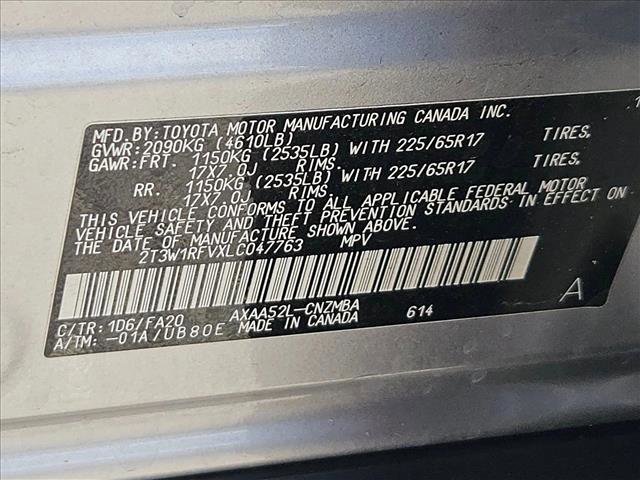 MFD.BY: TOYOTA MOTOR MANUFACTURING CANADA INC.
GVWR: 2090KG (4610LB)
GAWR: FRT. 1150KG (2535LB) WITH 225/65R17 TIRES,
17X7.0J RIMS.
RR. 1150KG (2535LB) WITH 225/65R17 TIRES,
17X7.0J RIMS.
THIS VEHICLE CONFORMS TO ALL APPLICABLE FEDERAL MOTOR
VEHICLE SAFETY AND THEFT PREVENTION STANDARDS IN EFFECT ON
THE DATE OF MANUFACTURE SHOWN ABOVE.
2T3W1RFVXLC047763 MPV
C/TR: 1D6/FA20 AXAA52L-CNZMBA 614 A
A/TM: -01A/UB80E MADE IN CANADA